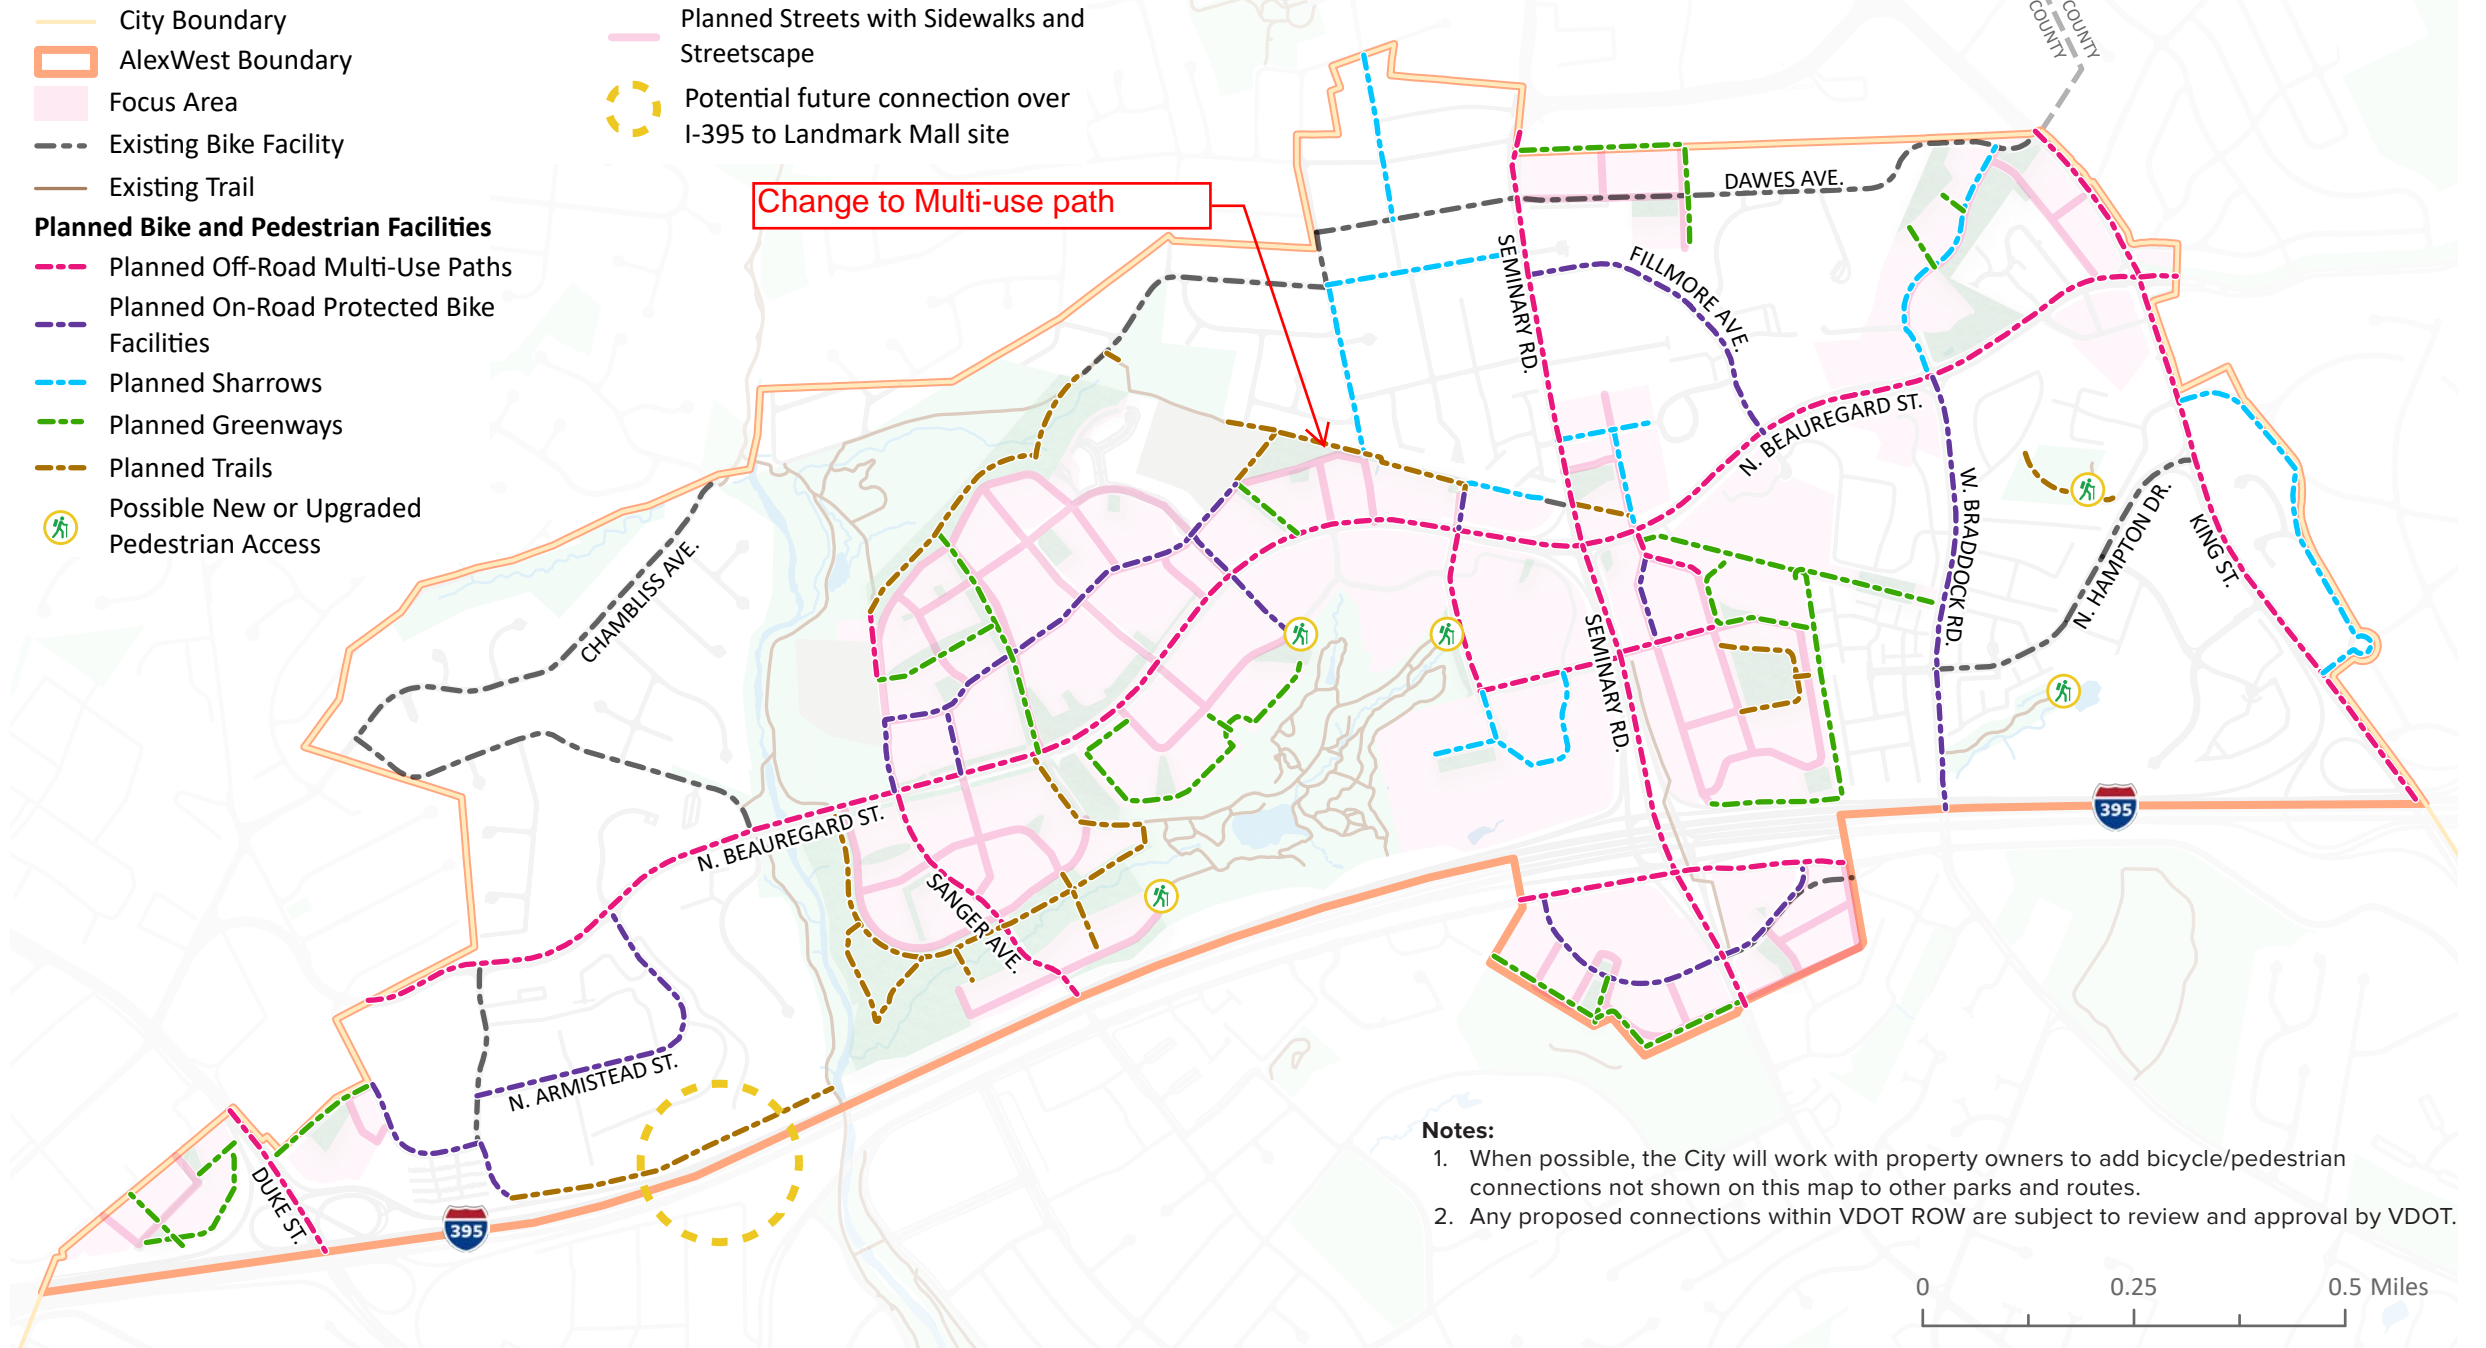 City Boundary
AlexWest Boundary
Focus Area
Existing Bike Facility
Existing Trail
Planned Bike and Pedestrian Facilities
Planned Off-Road Multi-Use Paths
Planned On-Road Protected Bike
Facilities
Planned Sharrows
Planned Greenways
Planned Trails
Possible New or Upgraded
Pedestrian Access
Planned Streets with Sidewalks and
Streetscape
Potential future connection over
I-395 to Landmark Mall site
Change to Multi-use path
COUNTY
COUNTY
DAWES AVE.
FILLMORE AVE.
SEMINARY RD.
N. BEAUREGARD ST.
W. BRADDOCK RD.
N. HAMPTON DR.
KING ST.
CHAMBLISS AVE.
SEMINARY RD.
N. BEAUREGARD ST.
SANGER AVE.
N. ARMISTEAD ST.
DUKE ST.
395
395
Notes:
1. When possible, the City will work with property owners to add bicycle/pedestrian
connections not shown on this map to other parks and routes.
2. Any proposed connections within VDOT ROW are subject to review and approval by VDOT.
0 0.25 0.5 Miles